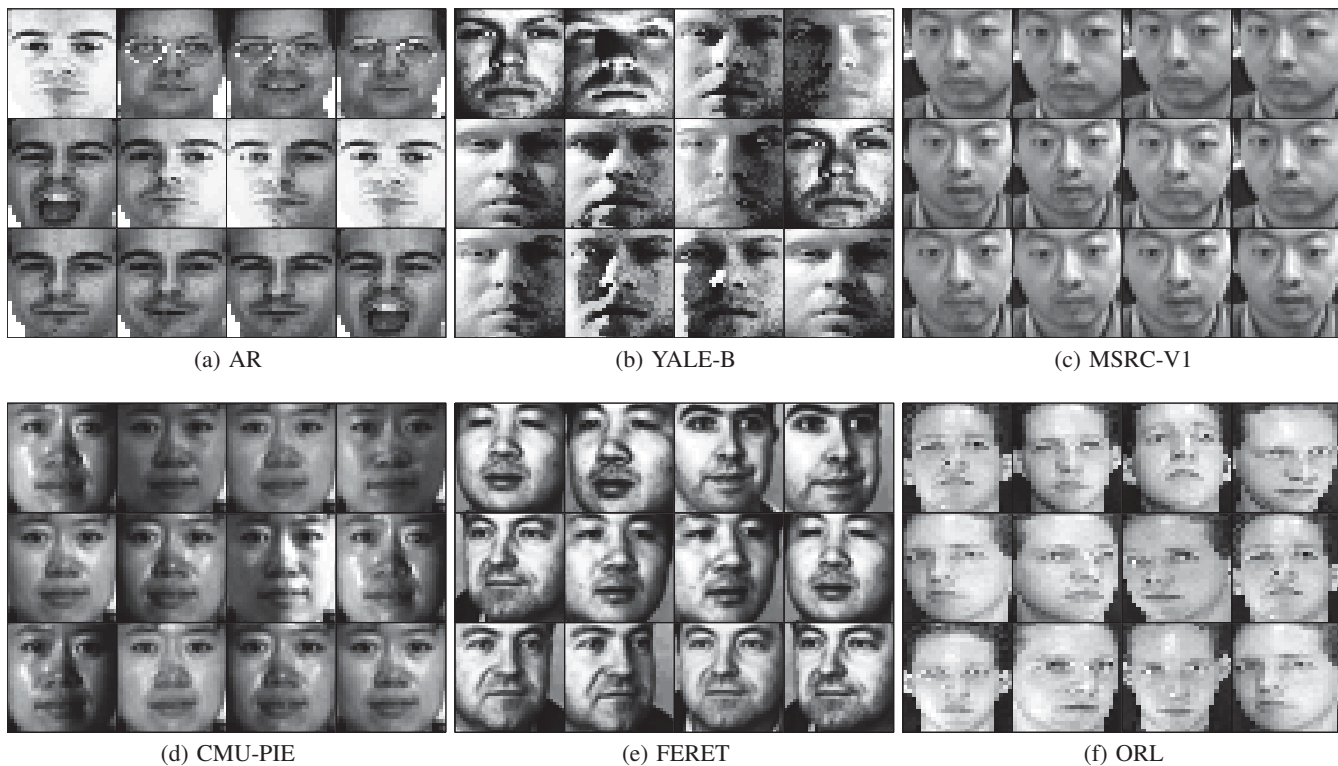 (a) AR
(b) YALE-B
(c) MSRC-V1
(d) CMU-PIE
(e) FERET
(f) ORL